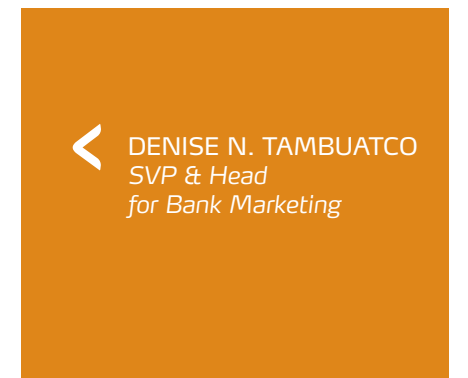 DENISE N. TAMBUATCO
SVP & Head
for Bank Marketing